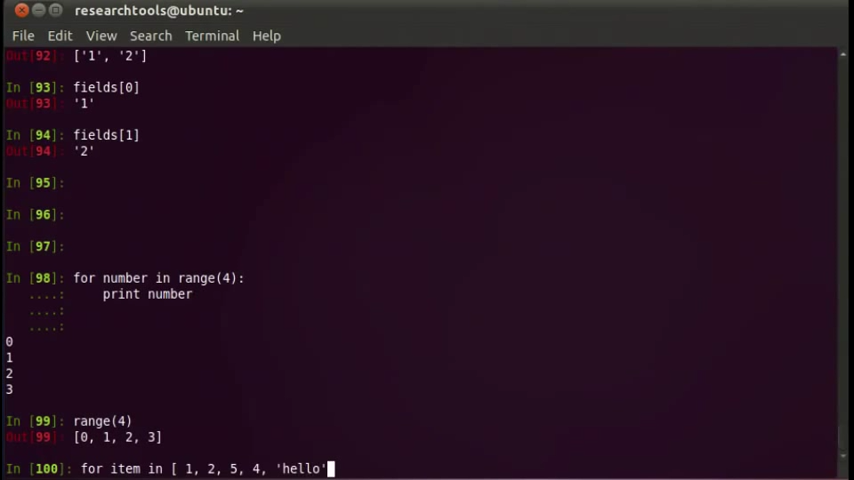 researchtools@ubuntu: ~
File Edit View Search Terminal Help
Out[92]: ['1', '2']
In [93]: fields[0]
Out[93]: '1'
In [94]: fields[1]
Out[94]: '2'
In [95]:
In [96]:
In [97]:
In [98]: for number in range(4):
....:     print number
....:
....:
0
1
2
3
In [99]: range(4)
Out[99]: [0, 1, 2, 3]
In [100]: for item in [ 1, 2, 5, 4, 'hello'